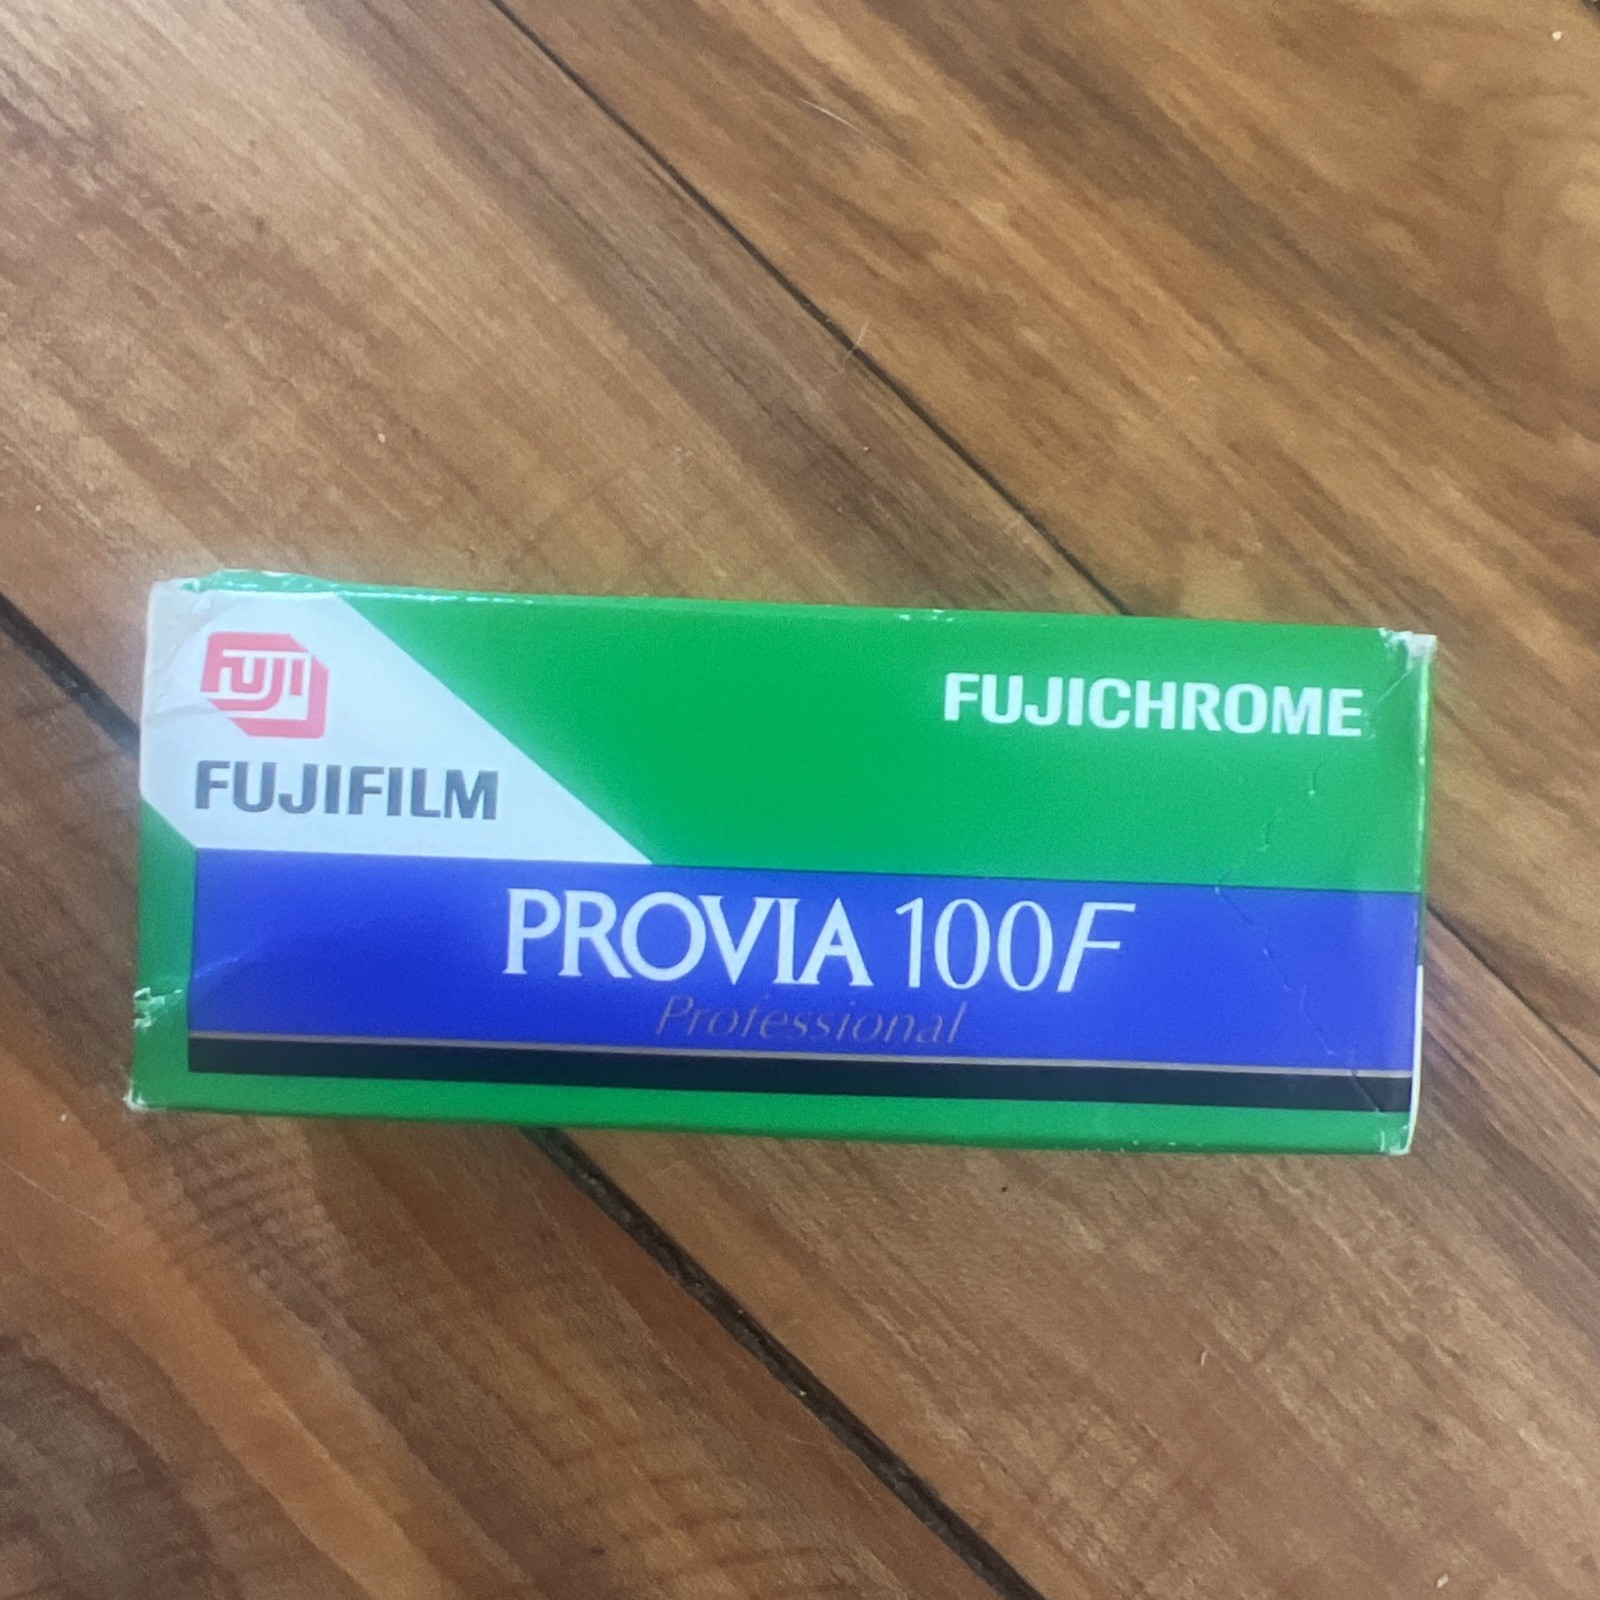 FUJI
FUJIFILM
FUJICHROME
PROVIA 100F
Professional